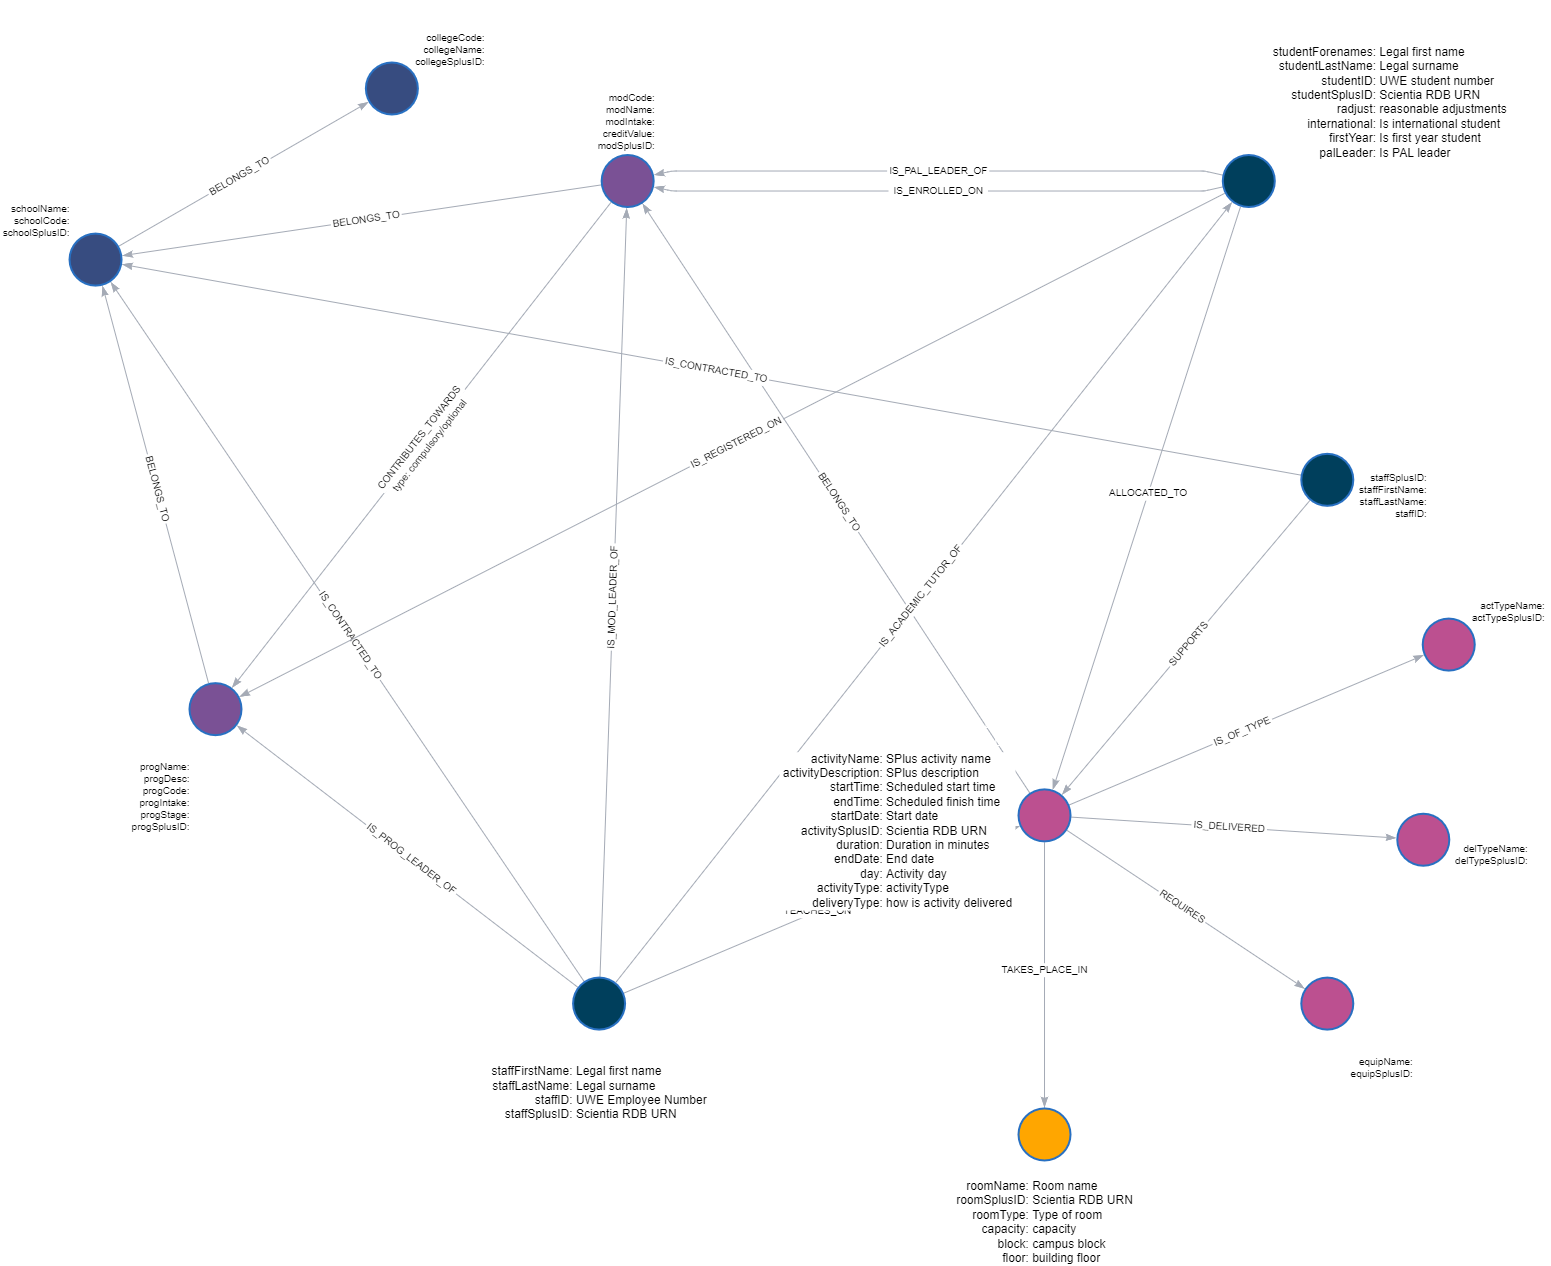 collegeCode:
collegeName:
collegeSplusID:
studentForenames: Legal first name
studentLastName: Legal surname
studentID: UWE student number
studentSplusID: Scientia RDB URN
radjust: reasonable adjustments
international: Is international student
firstYear: Is first year student
palLeader: Is PAL leader
modCode:
modName:
modIntake:
creditValue:
modSplusID:
BELONGS_TO
IS_PAL_LEADER_OF
IS_ENROLLED_ON
schoolName:
schoolCode:
schoolSplusID:
BELONGS_TO
IS_CONTRACTED_TO
CONTRIBUTES_TOWARDS
type: compulsory/optional
IS_REGISTERED_ON
BELONGS_TO
BELONGS_TO
ALLOCATED_TO
staffSplusID:
staffFirstName:
staffLastName:
staffID:
IS_CONTRACTED_TO
IS_MOD_LEADER_OF
IS_ACADEMIC_TUTOR_OF
SUPPORTS
actTypeName:
actTypeSplusID:
IS_OF_TYPE
progName:
progDesc:
progCode:
progIntake:
progStage:
progSplusID:
activityName: SPlus activity name
activityDescription: SPlus description
startTime: Scheduled start time
endTime: Scheduled finish time
startDate: Start date
activitySplusID: Scientia RDB URN
duration: Duration in minutes
endDate: End date
day: Activity day
activityType: activityType
deliveryType: how is activity delivered
TEACHES_ON
IS_DELIVERED
delTypeName:
delTypeSplusID:
IS_PROG_LEADER_OF
REQUIRES
TAKES_PLACE_IN
equipName:
equipSplusID:
staffFirstName: Legal first name
staffLastName: Legal surname
staffID: UWE Employee Number
staffSplusID: Scientia RDB URN
roomName: Room name
roomSplusID: Scientia RDB URN
roomType: Type of room
capacity: capacity
block: campus block
floor: building floor